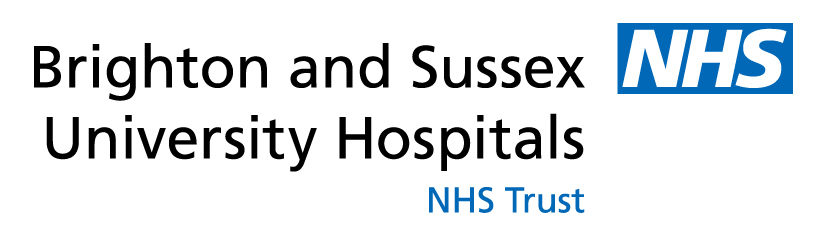 Brighton and Sussex NHS
University Hospitals
NHS Trust